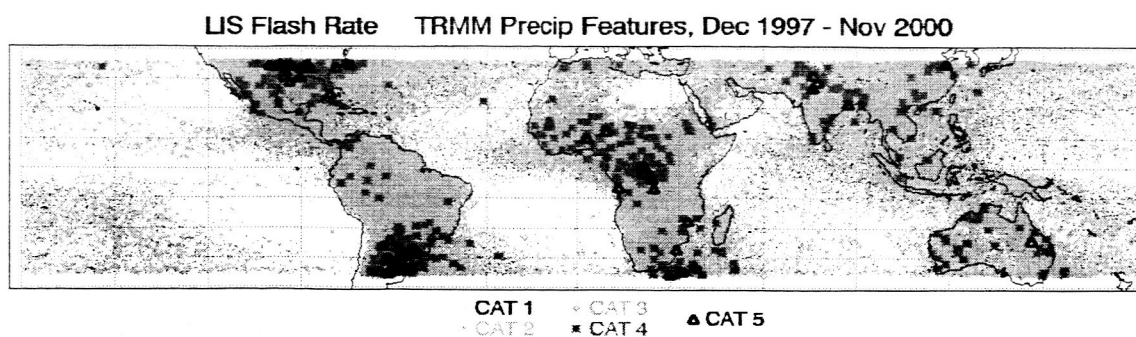 LIS Flash Rate TRMM Precip Features, Dec 1997 - Nov 2000
CAT 1 CAT 3 CAT 5
CAT 2 CAT 4